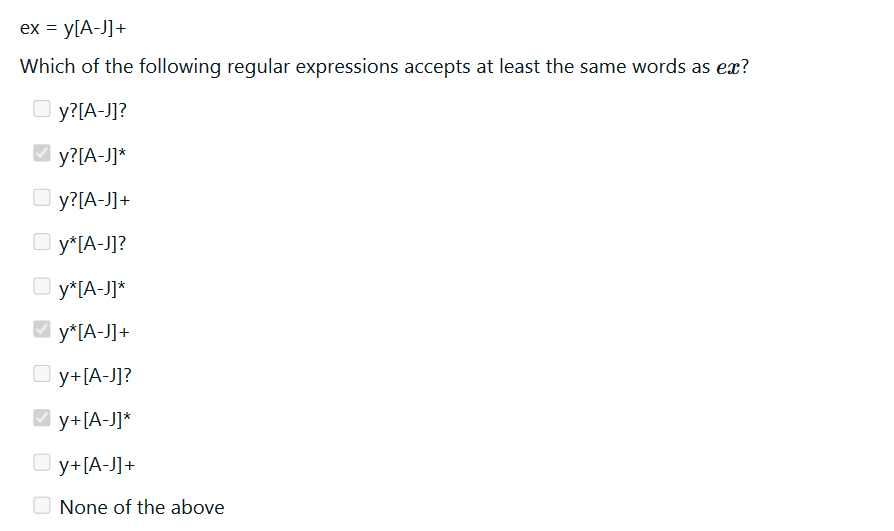 ex = y[A-J]+
Which of the following regular expressions accepts at least the same words as ex?
y?[A-J]?
y?[A-J]*
y?[A-J]+
y*[A-J]?
y*[A-J]*
y*[A-J]+
y+[A-J]?
y+[A-J]*
y+[A-J]+
None of the above